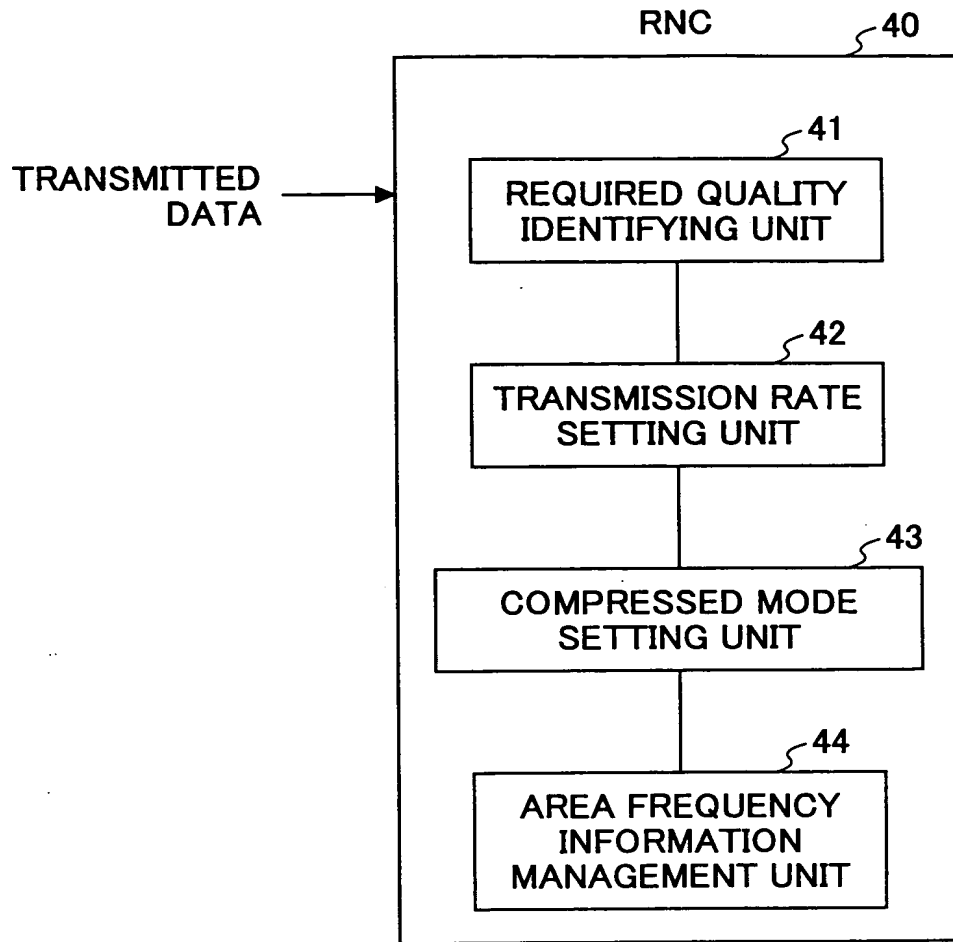 RNC
40
TRANSMITTED
DATA
41
REQUIRED QUALITY
IDENTIFYING UNIT
42
TRANSMISSION RATE
SETTING UNIT
43
COMPRESSED MODE
SETTING UNIT
44
AREA FREQUENCY
INFORMATION
MANAGEMENT UNIT